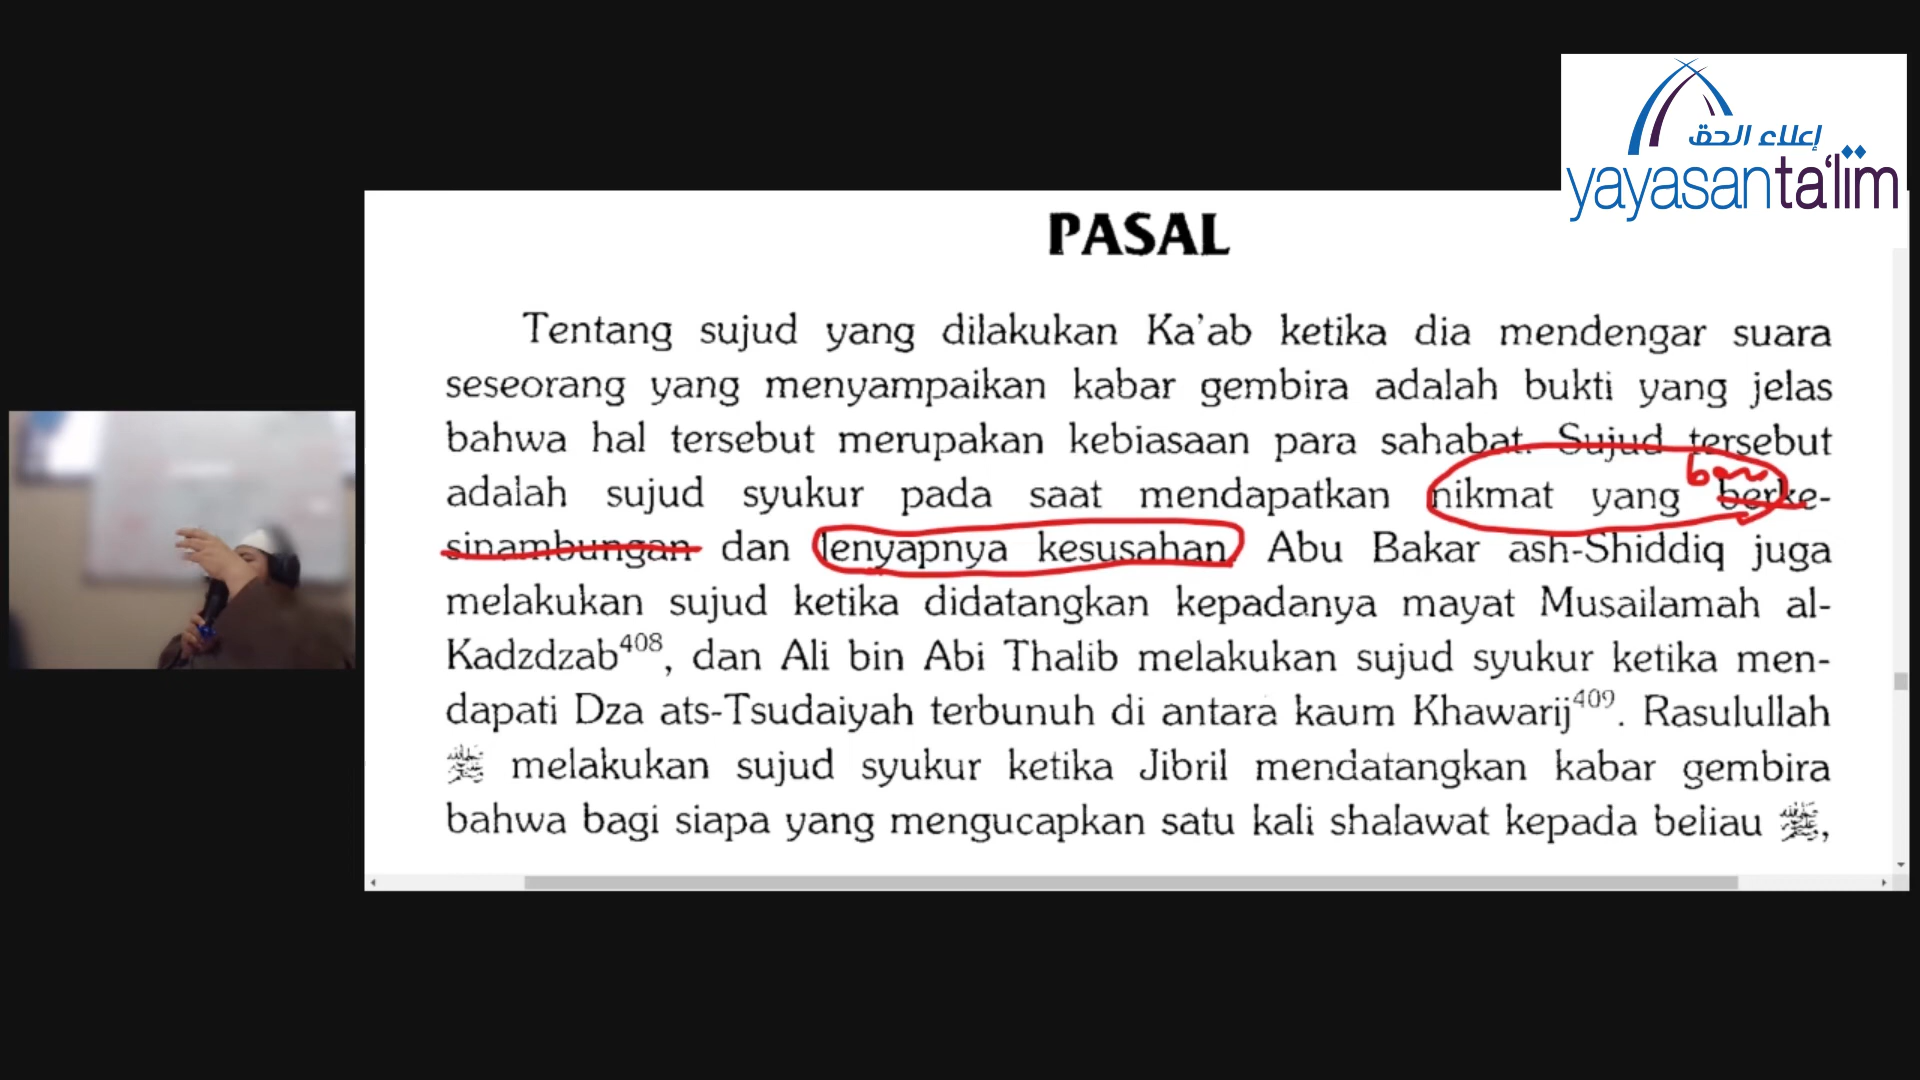 إعلاء الحق
yayasanta'lim
PASAL
Tentang sujud yang dilakukan Ka'ab ketika dia mendengar suara
seseorang yang menyampaikan kabar gembira adalah bukti yang jelas
bahwa hal tersebut merupakan kebiasaan para sahabat. Sujud tersebut
baru
adalah sujud syukur pada saat mendapatkan nikmat yang berke-
sinambungan dan lenyapnya kesusahan. Abu Bakar ash-Shiddiq juga
melakukan sujud ketika didatangkan kepadanya mayat Musailamah al-
Kadzdzab408, dan Ali bin Abi Thalib melakukan sujud syukur ketika men-
dapati Dza ats-Tsudaiyah terbunuh di antara kaum Khawarij409. Rasulullah
ﷺ melakukan sujud syukur ketika Jibril mendatangkan kabar gembira
bahwa bagi siapa yang mengucapkan satu kali shalawat kepada beliau ﷺ,